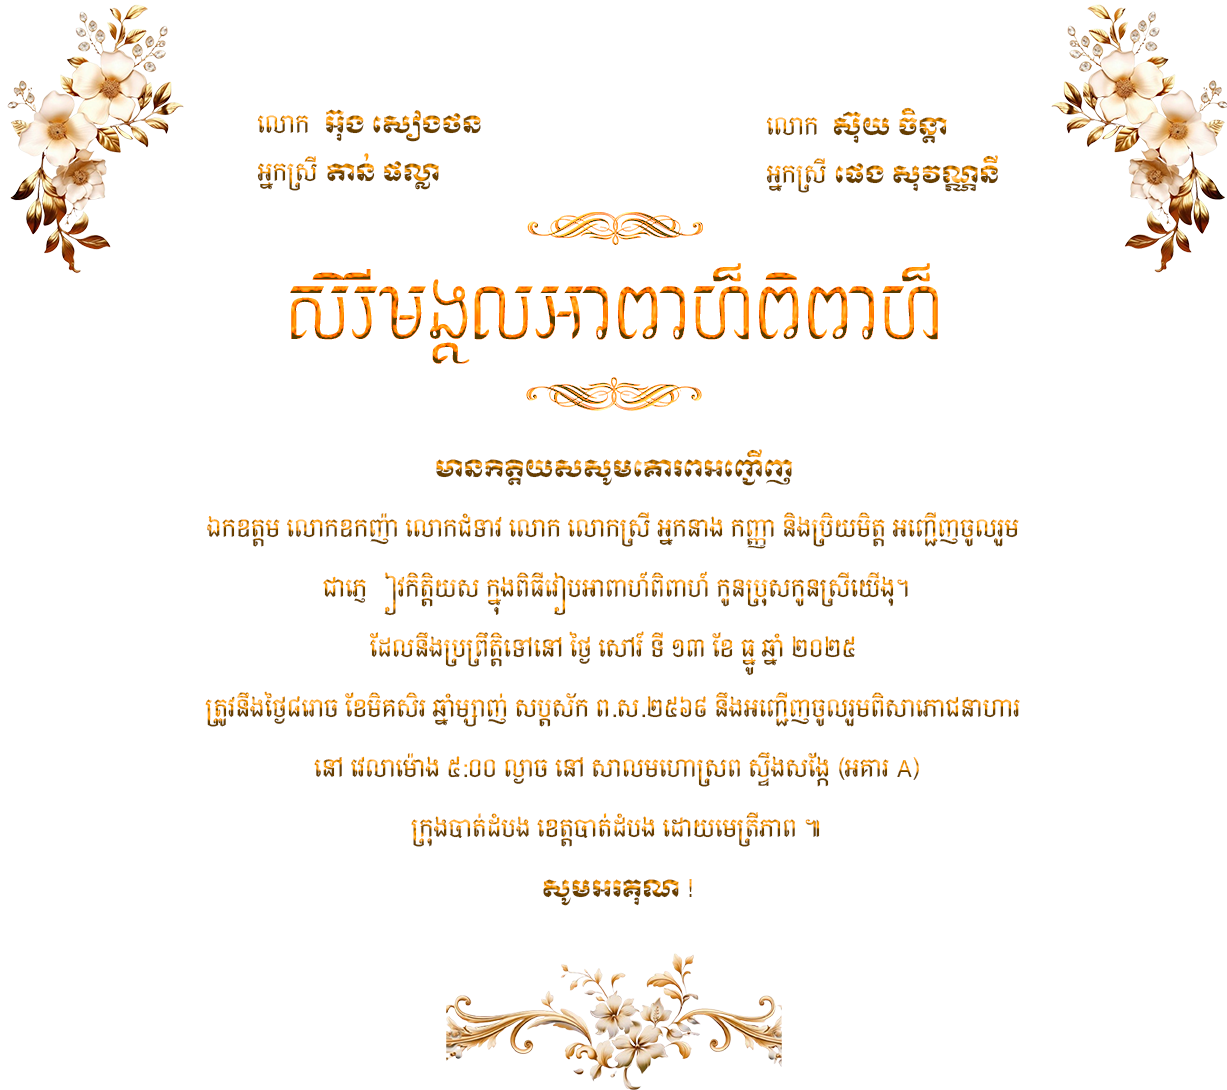 លោក អ៊ុង សៀងថន
អ្នកស្រី តាន់ ផល្លា
លោក ស៊ុយ ចិន្តា
អ្នកស្រី ផេង សុវណ្ណនី
សិរីមង្គលអាពាហ៍ពិពាហ៍
មានកិត្តិយសសូមគោរពអញ្ជើញ
ឯកឧត្តម លោកឧកញ៉ា លោកជំទាវ លោក លោកស្រី អ្នកនាង កញ្ញា និងប្រិយមិត្ត អញ្ជើញចូលរួម
ជាភ្ញេ ៀវកិត្តិយស ក្នុងពិធីរៀបអាពាហ៍ពិពាហ៍ កូនប្រុសកូនស្រីយើងុ។
ដែលនឹងប្រព្រឹត្តិទៅនៅ ថ្ងៃ សៅរ៍ ទី ១៣ ខែ ធ្នូ ឆ្នាំ ២០២៥
ត្រូវនឹងថ្ងៃ៨រោច ខែមិគសិរ ឆ្នាំម្សាញ់ សប្តស័ក ព.ស.២៥៦៩ នឹងអញ្ជើញចូលរួមពិសាភោជនាហារ
នៅ វេលាម៉ោង ៥:០០ ល្ងាច នៅ សាលមហោស្រព ស្ទឹងសង្កែ (អគារ A)
ក្រុងបាត់ដំបង ខេត្តបាត់ដំបង ដោយមេត្រីភាព ៕
សូមអរគុណ !